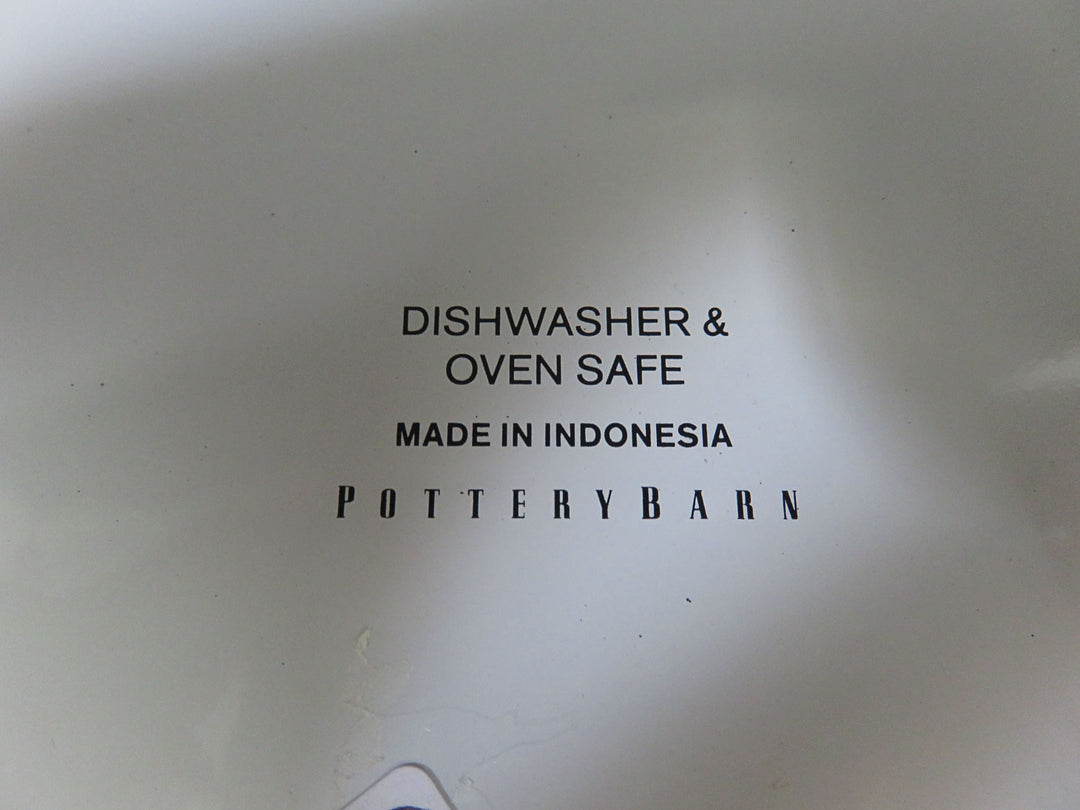 DISHWASHER &
OVEN SAFE
MADE IN INDONESIA
POTTERYBARN